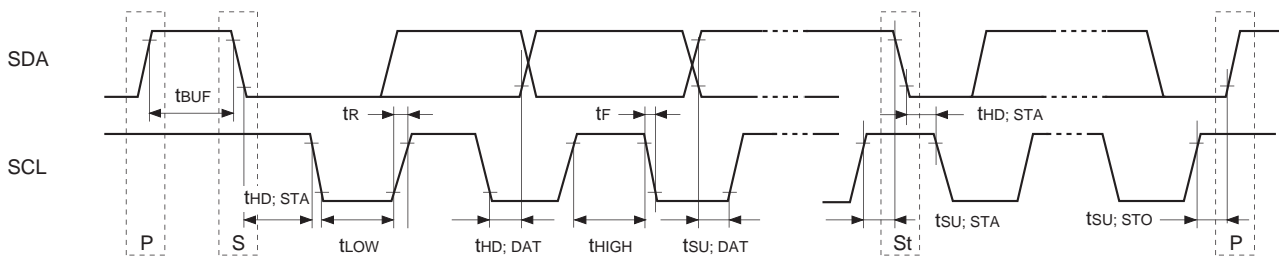 SDA
tBUF
tR
tF
tHD; STA
SCL
tHD; STA
tLOW
tHD; DAT
tHIGH
tSU; DAT
tSU; STA
tSU; STO
P
S
St
P